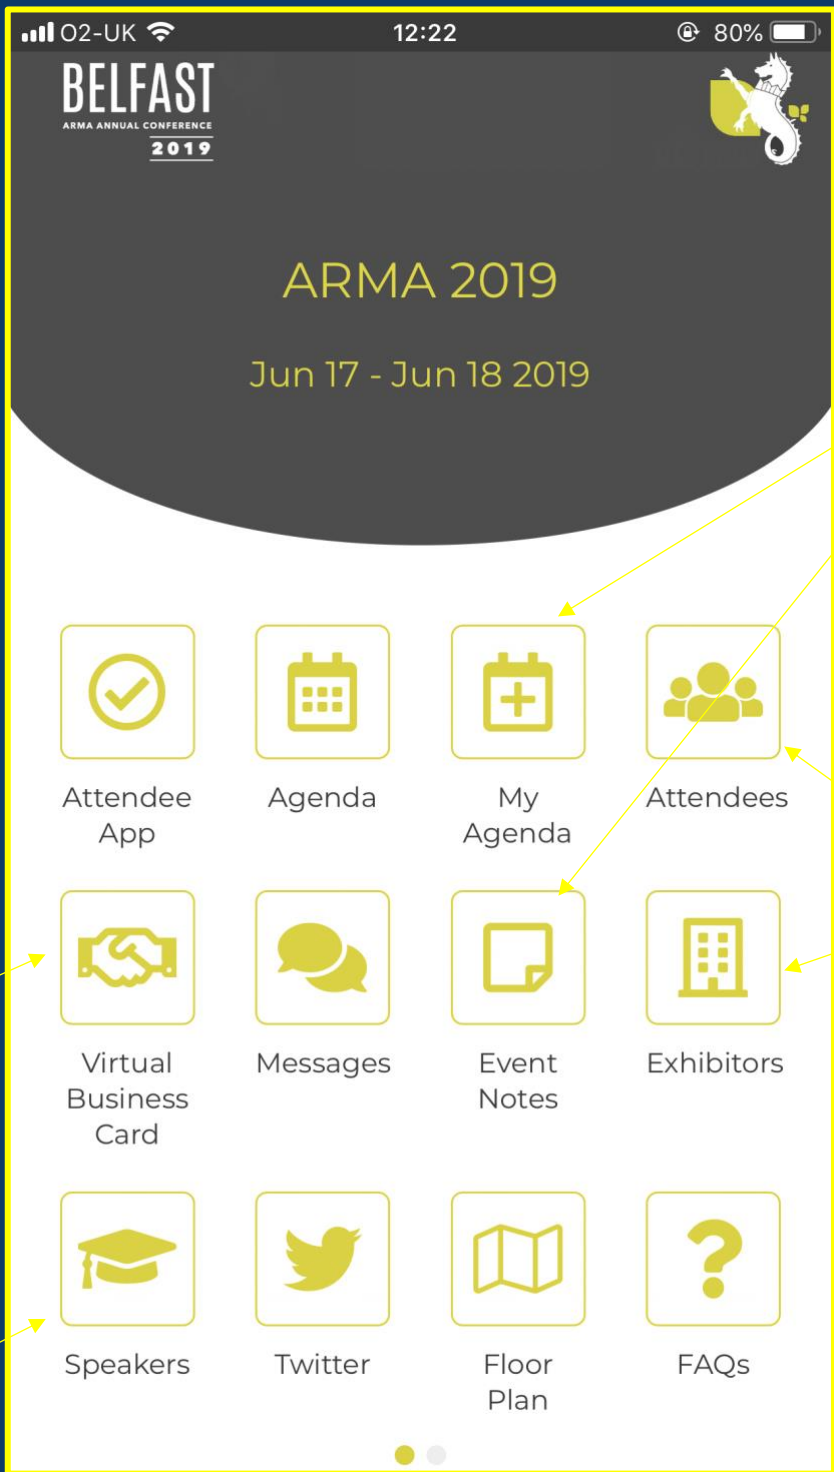 O2-UK 12:22 80%
BELFAST
ARMA ANNUAL CONFERENCE
2019
ARMA 2019
Jun 17 - Jun 18 2019
Attendee App
Agenda
My Agenda
Attendees
Virtual Business Card
Messages
Event Notes
Exhibitors
Speakers
Twitter
Floor Plan
FAQs